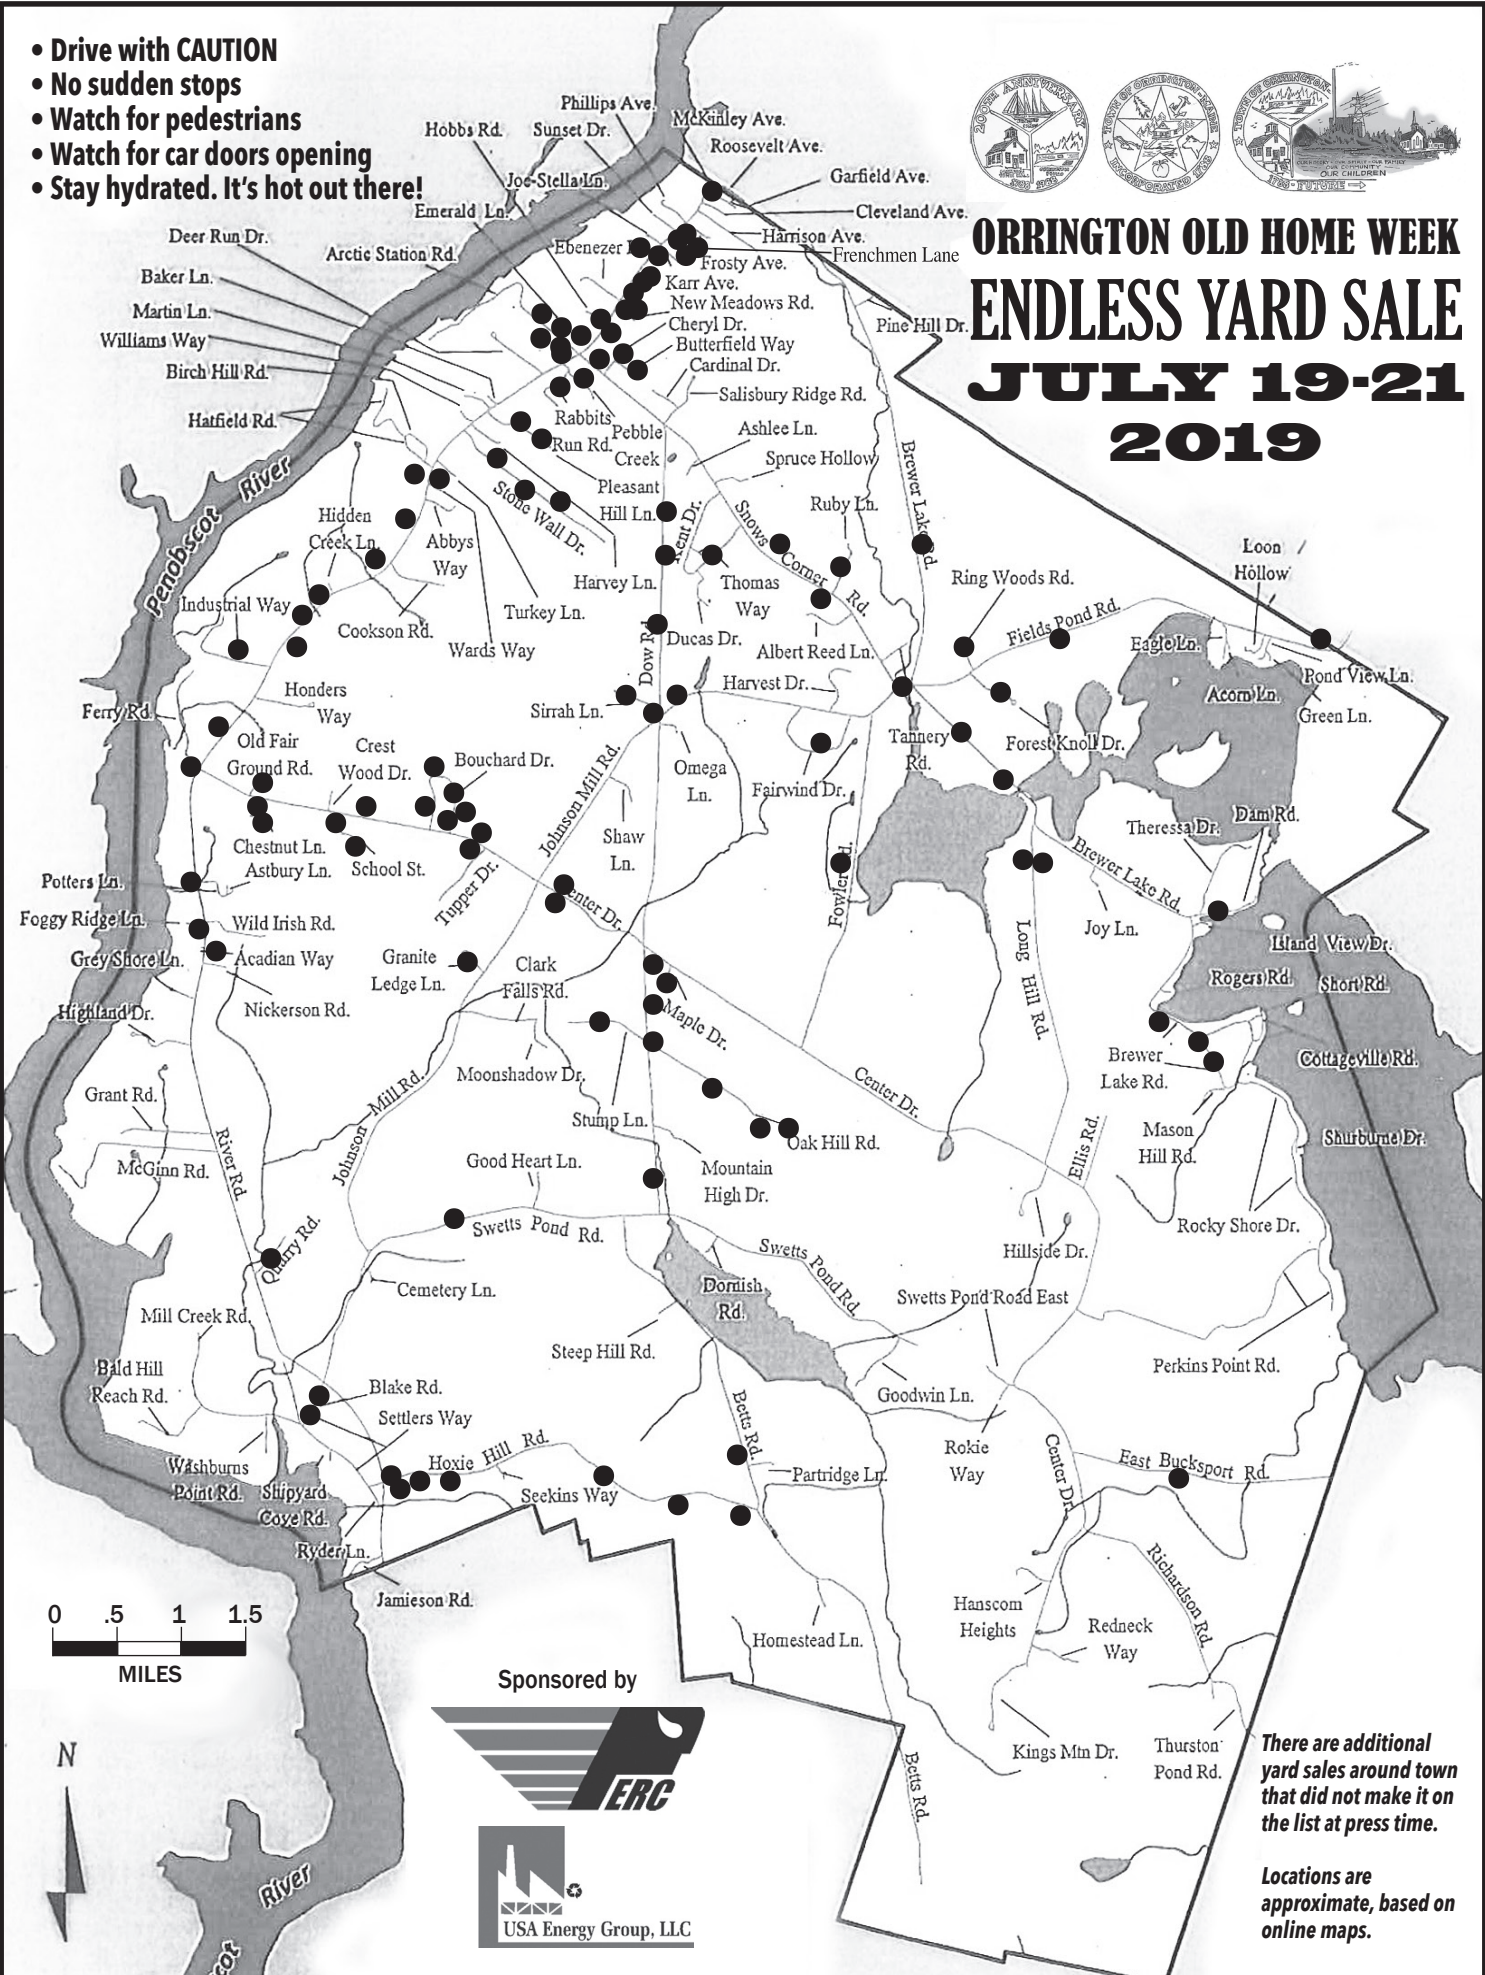 • Drive with CAUTION
• No sudden stops
• Watch for pedestrians
• Watch for car doors opening
• Stay hydrated. It's hot out there!
200TH ANNIVERSARY
TOWN OF ORRINGTON-MAINE
INCORPORATED 1788
TOWN OF ORRINGTON
OUR COMMUNITY
OUR CHILDREN
1788-FUTURE
ORRINGTON OLD HOME WEEK
ENDLESS YARD SALE
JULY 19-21
2019
Phillips Ave.
McKinley Ave.
Hobbs Rd.
Sunset Dr.
Roosevelt Ave.
Joe-Stella Ln.
Garfield Ave.
Emerald Ln.
Cleveland Ave.
Deer Run Dr.
Harrison Ave.
Arctic Station Rd.
Ebenezer
Frenchmen Lane
Frosty Ave.
Baker Ln.
Karr Ave.
Martin Ln.
New Meadows Rd.
Pine Hill Dr.
Cheryl Dr.
Williams Way
Butterfield Way
Birch Hill Rd.
Cardinal Dr.
Salisbury Ridge Rd.
Hatfield Rd.
Rabbits
Run Rd.
Pebble
Creek
Ashlee Ln.
Spruce Hollow
Brewer Lake Rd.
Penobscot River
Stone Wall Dr.
Pleasant
Hill Ln.
Kent Dr.
Snows Corner Rd.
Ruby Ln.
Hidden
Creek Ln.
Abbys
Way
Loon
Hollow
Harvey Ln.
Thomas
Way
Ring Woods Rd.
Industrial Way
Turkey Ln.
Cookson Rd.
Wards Way
Dow Rd.
Ducas Dr.
Albert Reed Ln.
Fields Pond Rd.
Eagle Ln.
Pond View Ln.
Acorn Ln.
Green Ln.
Honders
Way
Harvest Dr.
Ferry Rd.
Sirrah Ln.
Old Fair
Ground Rd.
Crest
Wood Dr.
Bouchard Dr.
Tannery
Rd.
Forest Knoll Dr.
Johnson Mill Rd.
Omega
Ln.
Fairwind Dr.
Theressa Dr.
Dam Rd.
Chestnut Ln.
Astbury Ln.
School St.
Shaw
Ln.
Brewer Lake Rd.
Potters Ln.
Tupper Dr.
Foggy Ridge Ln.
Wild Irish Rd.
Center Dr.
Fowler Rd.
Long Hill Rd.
Joy Ln.
Island View Dr.
Grey Shore Ln.
Acadian Way
Granite
Ledge Ln.
Clark
Falls Rd.
Rogers Rd.
Short Rd.
Highland Dr.
Nickerson Rd.
Maple Dr.
Brewer
Lake Rd.
Cottageville Rd.
Grant Rd.
Moonshadow Dr.
Center Dr.
Johnson Mill Rd.
Stump Ln.
Oak Hill Rd.
Ellis Rd.
Mason
Hill Rd.
Shurburne Dr.
McGinn Rd.
River Rd.
Good Heart Ln.
Mountain
High Dr.
Rocky Shore Dr.
Quarry Rd.
Swetts Pond Rd.
Swetts Pond Rd.
Hillside Dr.
Cemetery Ln.
Dornish
Rd.
Swetts Pond Road East
Mill Creek Rd.
Steep Hill Rd.
Perkins Point Rd.
Bald Hill
Reach Rd.
Blake Rd.
Goodwin Ln.
Settlers Way
Betts Rd.
Rokie
Way
Center Dr.
Hoxie Hill Rd.
East Bucksport Rd.
Washburns
Point Rd.
Partridge Ln.
Shipyard
Cove Rd.
Seekins Way
Ryder Ln.
Richardson Rd.
Jamieson Rd.
Hanscom
Heights
Redneck
Way
Homestead Ln.
0 .5 1 1.5
MILES
Sponsored by
PERC
USA Energy Group, LLC
N
Kings Mtn Dr.
Thurston
Pond Rd.
Betts Rd.
River
There are additional
yard sales around town
that did not make it on
the list at press time.
Locations are
approximate, based on
online maps.